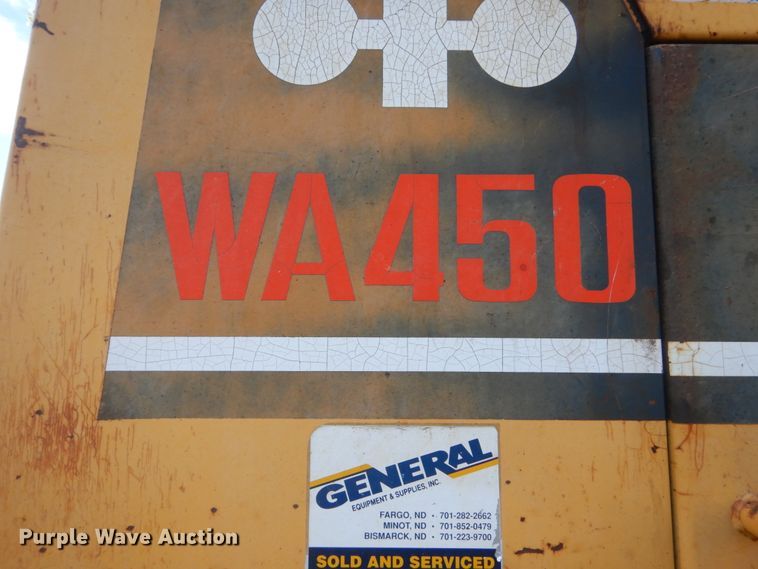 WA450
GENERAL
EQUIPMENT & SUPPLIES, INC.
FARGO, ND • 701-282-2662
MINOT, ND • 701-852-0479
BISMARCK, ND • 701-223-9700
SOLD AND SERVICED
Purple Wave Auction